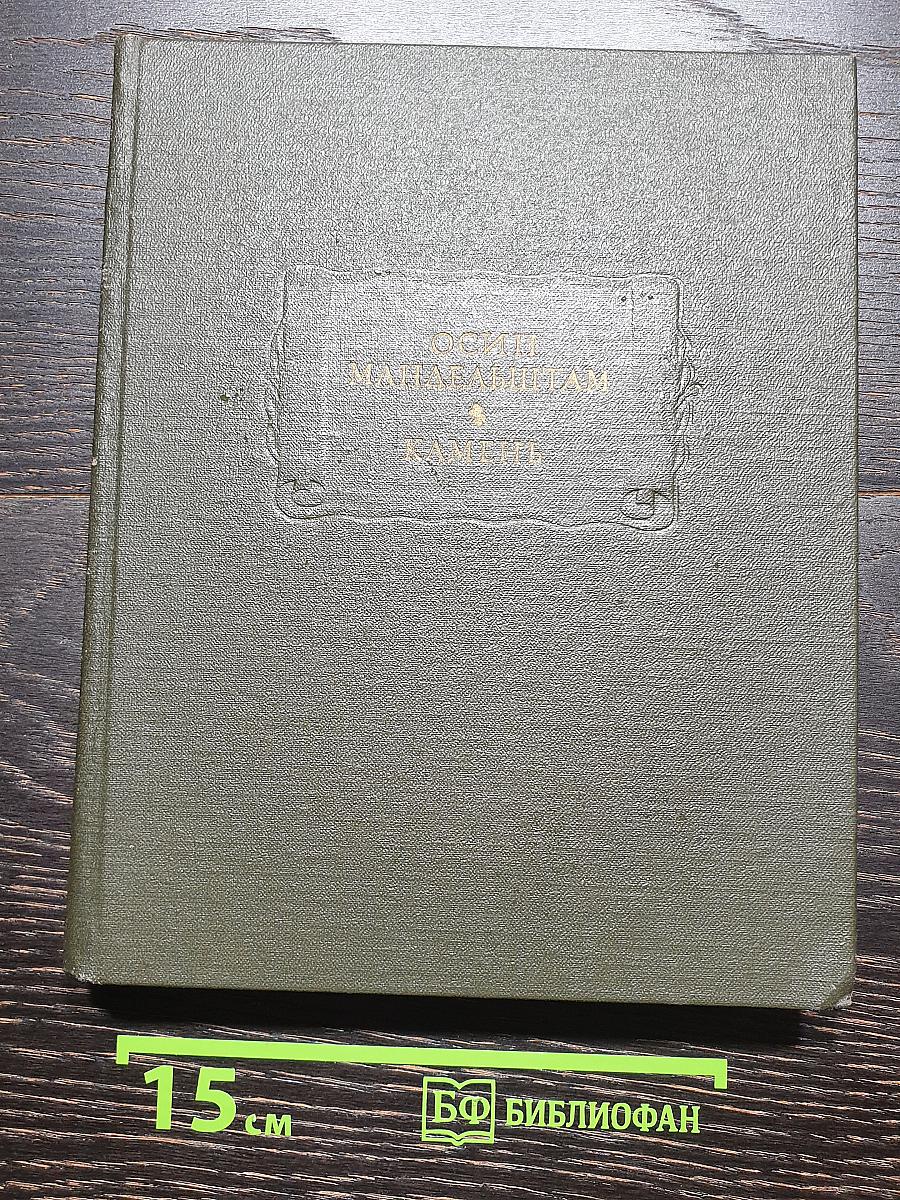 ОСИП
МАНДЕЛЬШТАМ
КАМЕНЬ
15 см
БФ БИБЛИОФАН